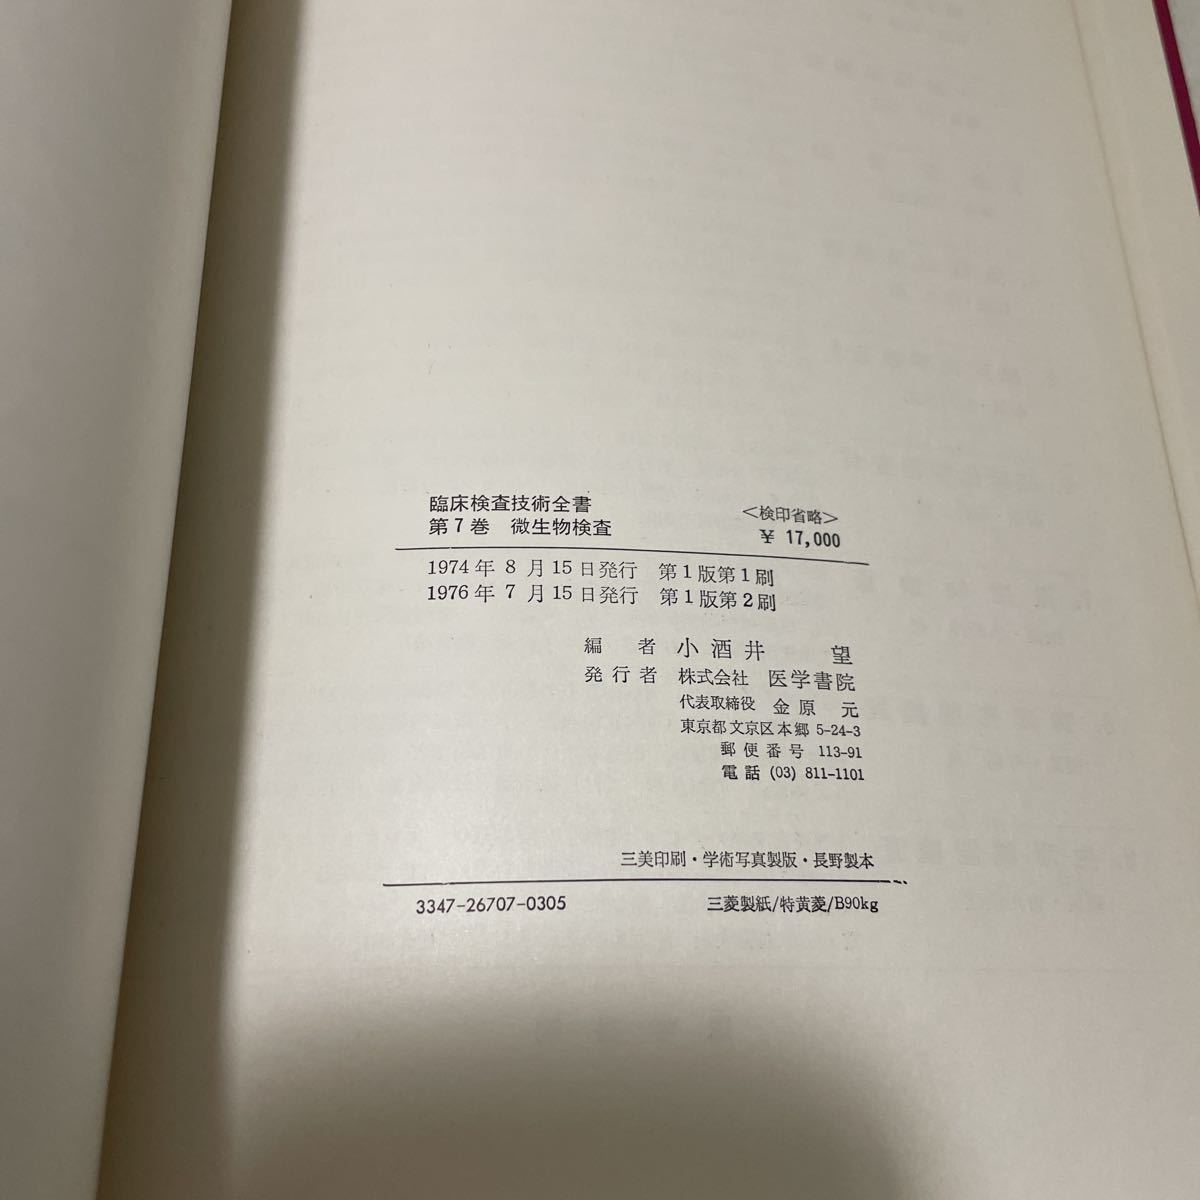 臨床検査技術全書
第7巻 微生物検査
<検印省略>
¥ 17,000
1974年 8 月 15 日発行 第1版第1刷
1976年 7 月 15 日発行 第1版第2刷
編 者 小酒井 望
発行者 株式会社 医学書院
代表取締役 金原 元
東京都文京区本郷 5-24-3
郵便番号 113-91
電話 (03) 811-1101
三美印刷・学術写真製版・長野製本
3347-26707-0305
三菱製紙/特黄菱/B90kg